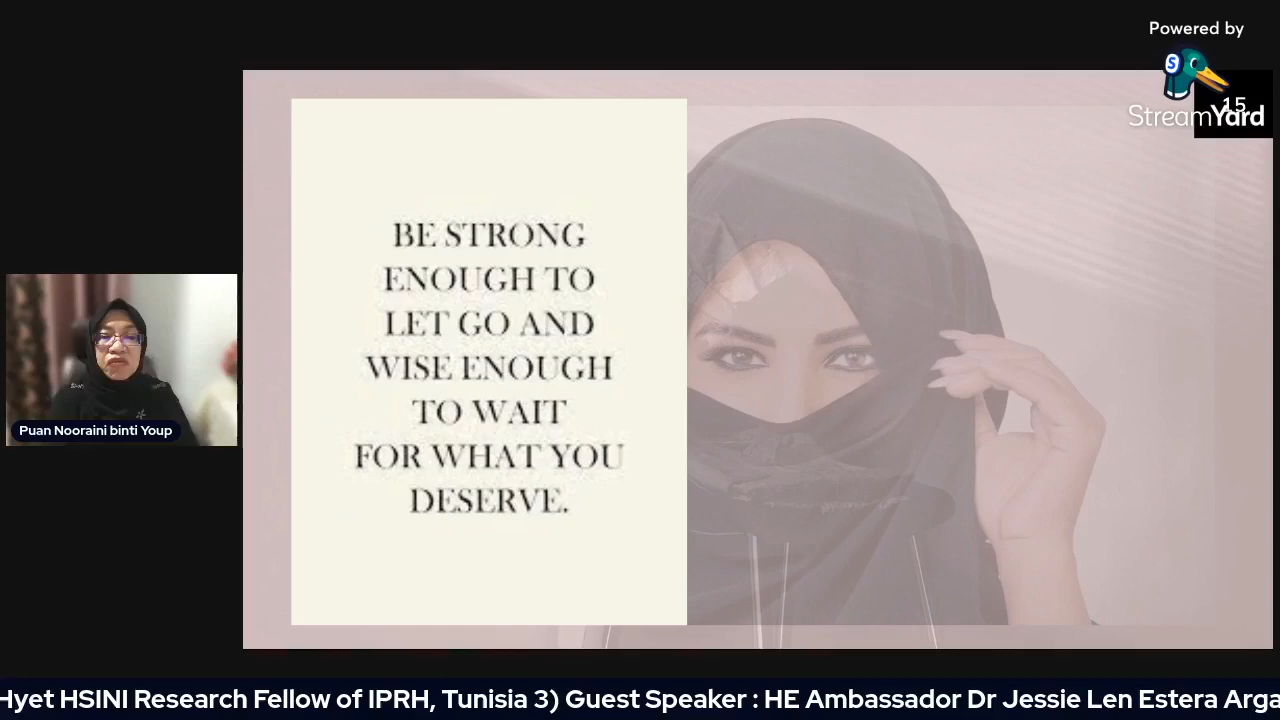 Powered by
StreamYard
15
BE STRONG
ENOUGH TO
LET GO AND
WISE ENOUGH
TO WAIT
FOR WHAT YOU
DESERVE.
Puan Nooraini binti Youp
Hyet HSINI Research Fellow of IPRH, Tunisia 3) Guest Speaker : HE Ambassador Dr Jessie Len Estera Arga